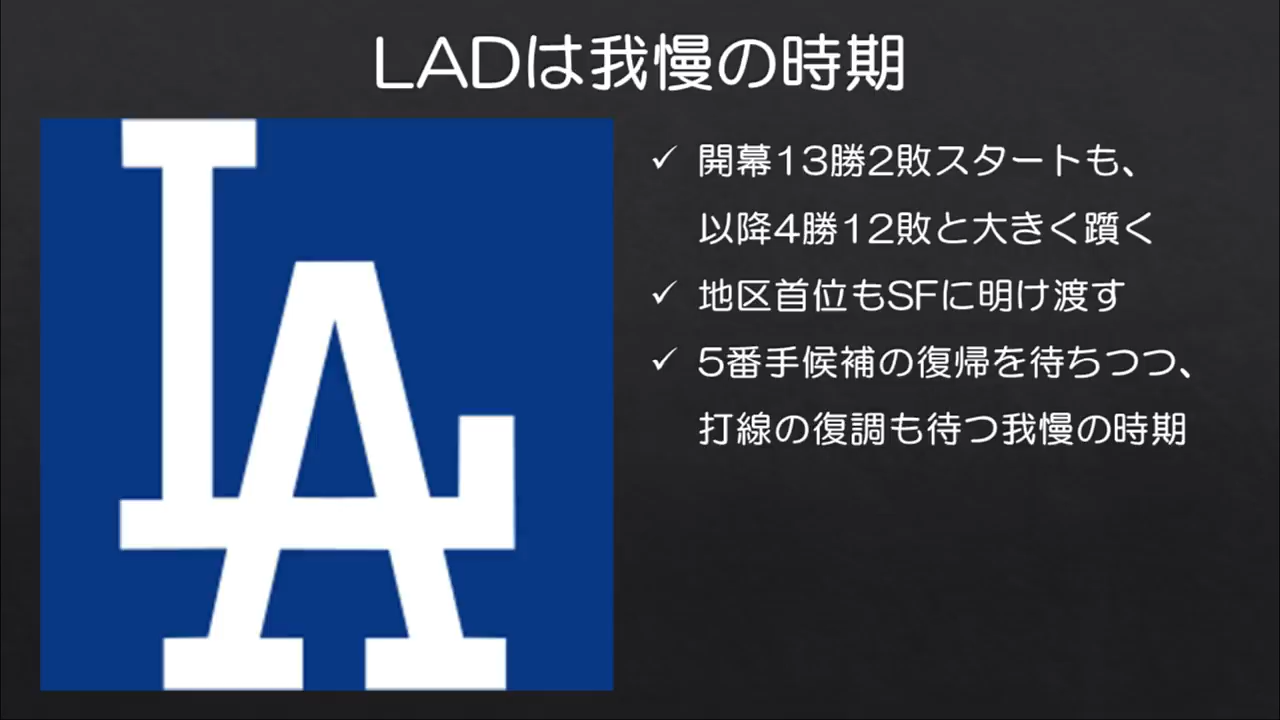 LADは我慢の時期
LA
✓ 開幕13勝2敗スタートも、
以降4勝12敗と大きく躓く
✓ 地区首位もSFに明け渡す
✓ 5番手候補の復帰を待ちつつ、
打線の復調も待つ我慢の時期